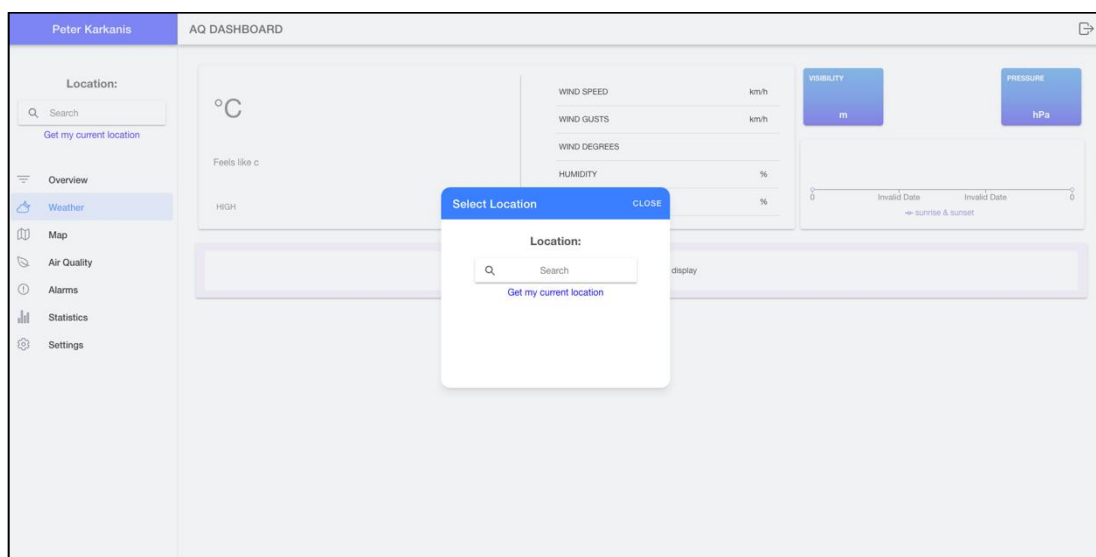 Peter Karkanis
AQ DASHBOARD
Location:
Search
Get my current location
Overview
Weather
Map
Air Quality
Alarms
Statistics
Settings
°C
Feels like c
HIGH
WIND SPEED km/h
WIND GUSTS km/h
WIND DEGREES
HUMIDITY %
%
VISIBILITY
m
PRESSURE
hPa
0 Invalid Date Invalid Date 0
sunrise & sunset
display
Select Location CLOSE
Location:
Search
Get my current location